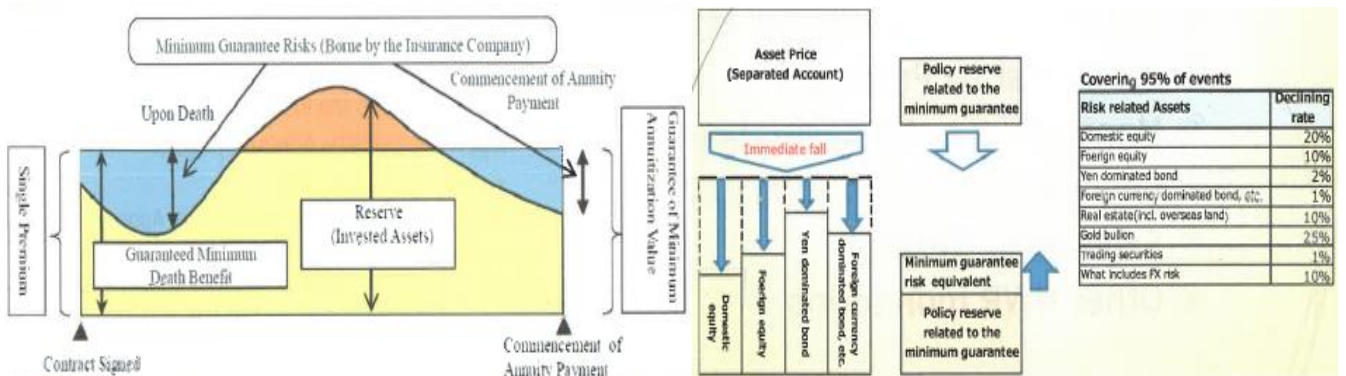 Minimum Guarantee Risks (Borne by the Insurance Company)
Commencement of Annuity
Payment
Upon Death
Single Premium
Guaranteed Minimum
Death Benefit
Reserve
(Invested Assets)
Guarantee of Minimum
Annuitization Value
Contract Signed
Commencement of
Annuity Payment
Asset Price
(Separated Account)
Immediate fall
Domestic
equity
Foerign equity
Yen dominated bond
Foreign currency
dominated bond, etc.
Policy reserve
related to the
minimum guarantee
Minimum guarantee
risk equivalent
Policy reserve
related to the
minimum guarantee
Covering 95% of events
Risk related Assets Declining
rate
Domestic equity 20%
Foerign equity 10%
Yen dominated bond 2%
Foreign currency dominated bond, etc. 1%
Real estate(incl. overseas land) 10%
Gold bullion 25%
Trading securities 1%
What includes FX risk 10%